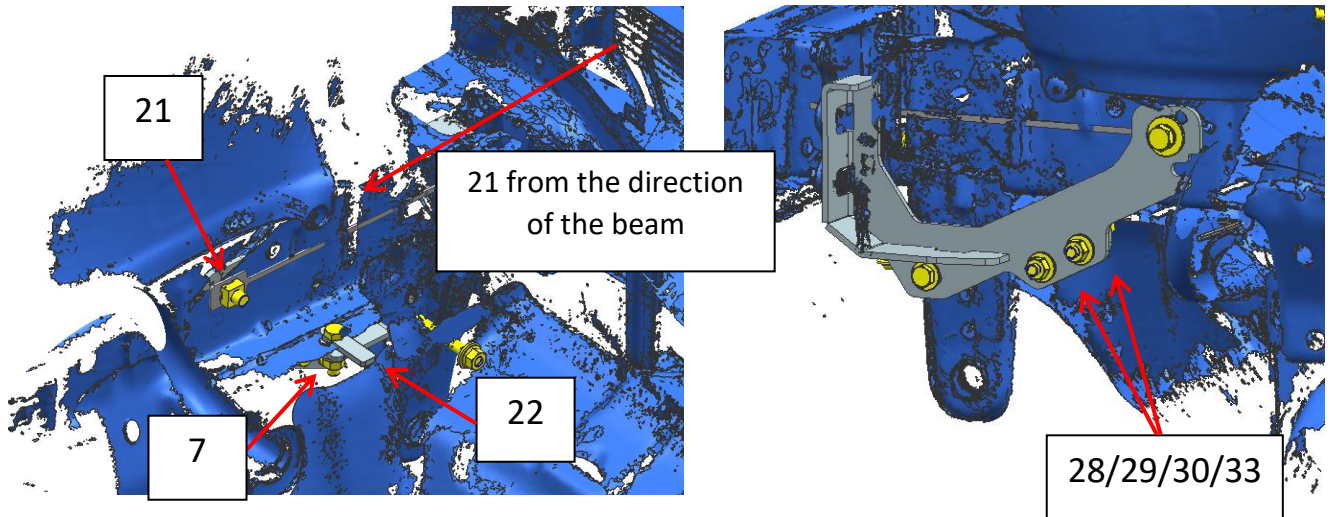 21
21 from the direction
of the beam
22
7
28/29/30/33